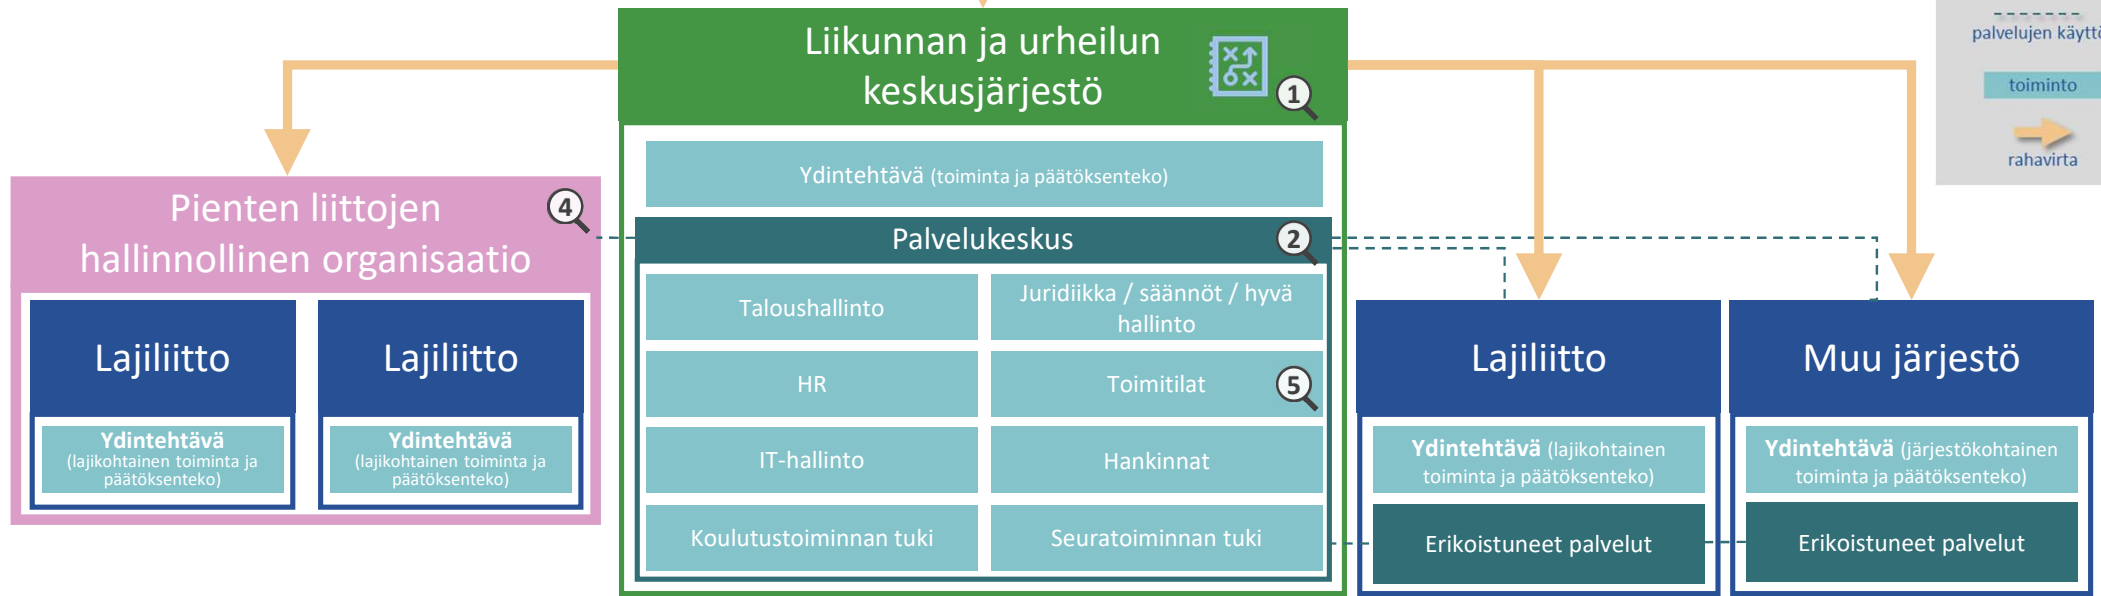 Liikunnan ja urheilun
keskusjärjestö
1
palvelujen käyttö
toiminto
rahavirta
Ydintehtävä (toiminta ja päätöksenteko)
Pienten liittojen
hallinnollinen organisaatio
4
Palvelukeskus
2
Taloushallinto
Juridiikka / säännöt / hyvä
hallinto
HR
Toimitilat
5
IT-hallinto
Hankinnat
Koulutustoiminnan tuki
Seuratoiminnan tuki
Lajiliitto
Ydintehtävä
(lajikohtainen toiminta ja
päätöksenteko)
Lajiliitto
Ydintehtävä
(lajikohtainen toiminta ja
päätöksenteko)
Lajiliitto
Ydintehtävä (lajikohtainen
toiminta ja päätöksenteko)
Erikoistuneet palvelut
Muu järjestö
Ydintehtävä (järjestökohtainen
toiminta ja päätöksenteko)
Erikoistuneet palvelut